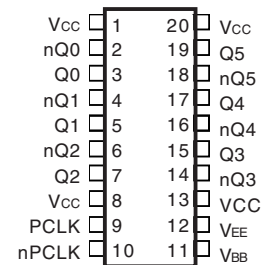 VCC 1 20 VCC
nQ0 2 19 Q5
Q0 3 18 nQ5
nQ1 4 17 Q4
Q1 5 16 nQ4
nQ2 6 15 Q3
Q2 7 14 nQ3
VCC 8 13 VCC
PCLK 9 12 VEE
nPCLK 10 11 VBB